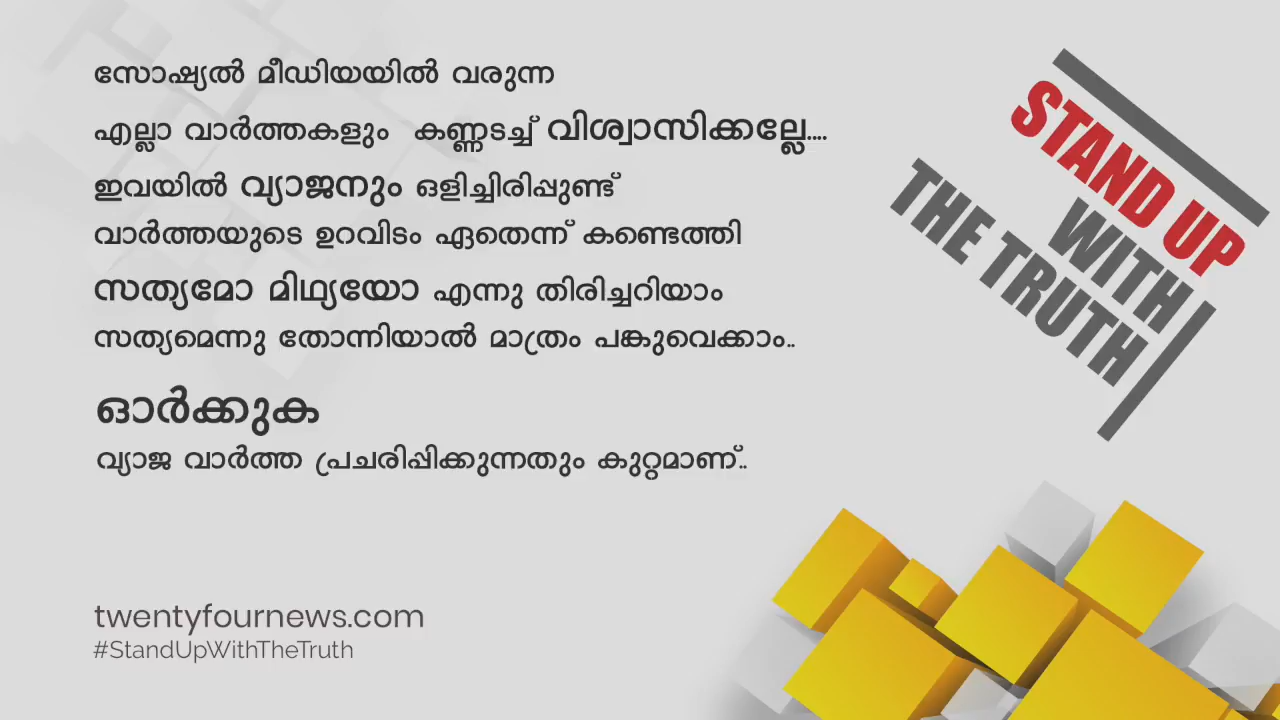 സോഷ്യൽ മീഡിയയിൽ വരുന്ന
എല്ലാ വാർത്തകളും കണ്ണടച്ച് വിശ്വാസിക്കല്ലേ....
ഇവയിൽ വ്യാജനും ഒളിച്ചിരിപ്പുണ്ട്
വാർത്തയുടെ ഉറവിടം ഏതെന്ന് കണ്ടെത്തി
സത്യമോ മിഥ്യയോ എന്നു തിരിച്ചറിയാം
സത്യമെന്നു തോന്നിയാൽ മാത്രം പങ്കുവെക്കാം..
ഓർക്കുക
വ്യാജ വാർത്ത പ്രചരിപ്പിക്കുന്നതും കുറ്റമാണ്..
twentyfournews.com
#StandUpWithTheTruth
STAND UP
WITH
THE TRUTH